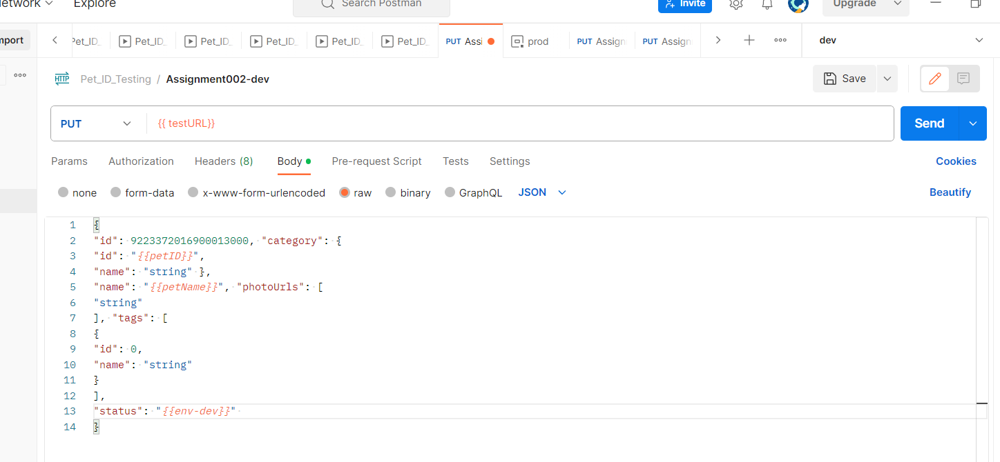 Explore Search Postman Invite Upgrade
Pet_ID_ Pet_ID_ Pet_ID_ Pet_ID_ Pet_ID_ PUT Assi prod PUT Assign PUT Assign dev
HTTP Pet_ID_Testing / Assignment002-dev Save
PUT {{ testURL}} Send
Params Authorization Headers (8) Body Pre-request Script Tests Settings Cookies
none form-data x-www-form-urlencoded raw binary GraphQL JSON Beautify
1 {
2 "id": 9223372016900013000, "category": {
3 "id": "{{petID}}",
4 "name": "string" },
5 "name": "{{petName}}", "photoUrls": [
6 "string"
7 ], "tags": [
8 {
9 "id": 0,
10 "name": "string"
11 }
12 ],
13 "status": "{{env-dev}}"
14 }